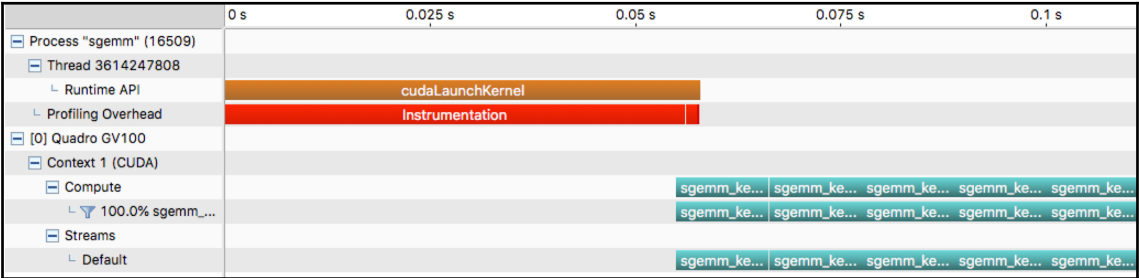 0 s 0.025 s 0.05 s 0.075 s 0.1 s
Process "sgemm" (16509)
Thread 3614247808
Runtime API cudaLaunchKernel
Profiling Overhead Instrumentation
[0] Quadro GV100
Context 1 (CUDA)
Compute sgemm_ke... sgemm_ke... sgemm_ke... sgemm_ke... sgemm_ke...
100.0% sgemm_... sgemm_ke... sgemm_ke... sgemm_ke... sgemm_ke... sgemm_ke...
Streams
Default sgemm_ke... sgemm_ke... sgemm_ke... sgemm_ke... sgemm_ke...